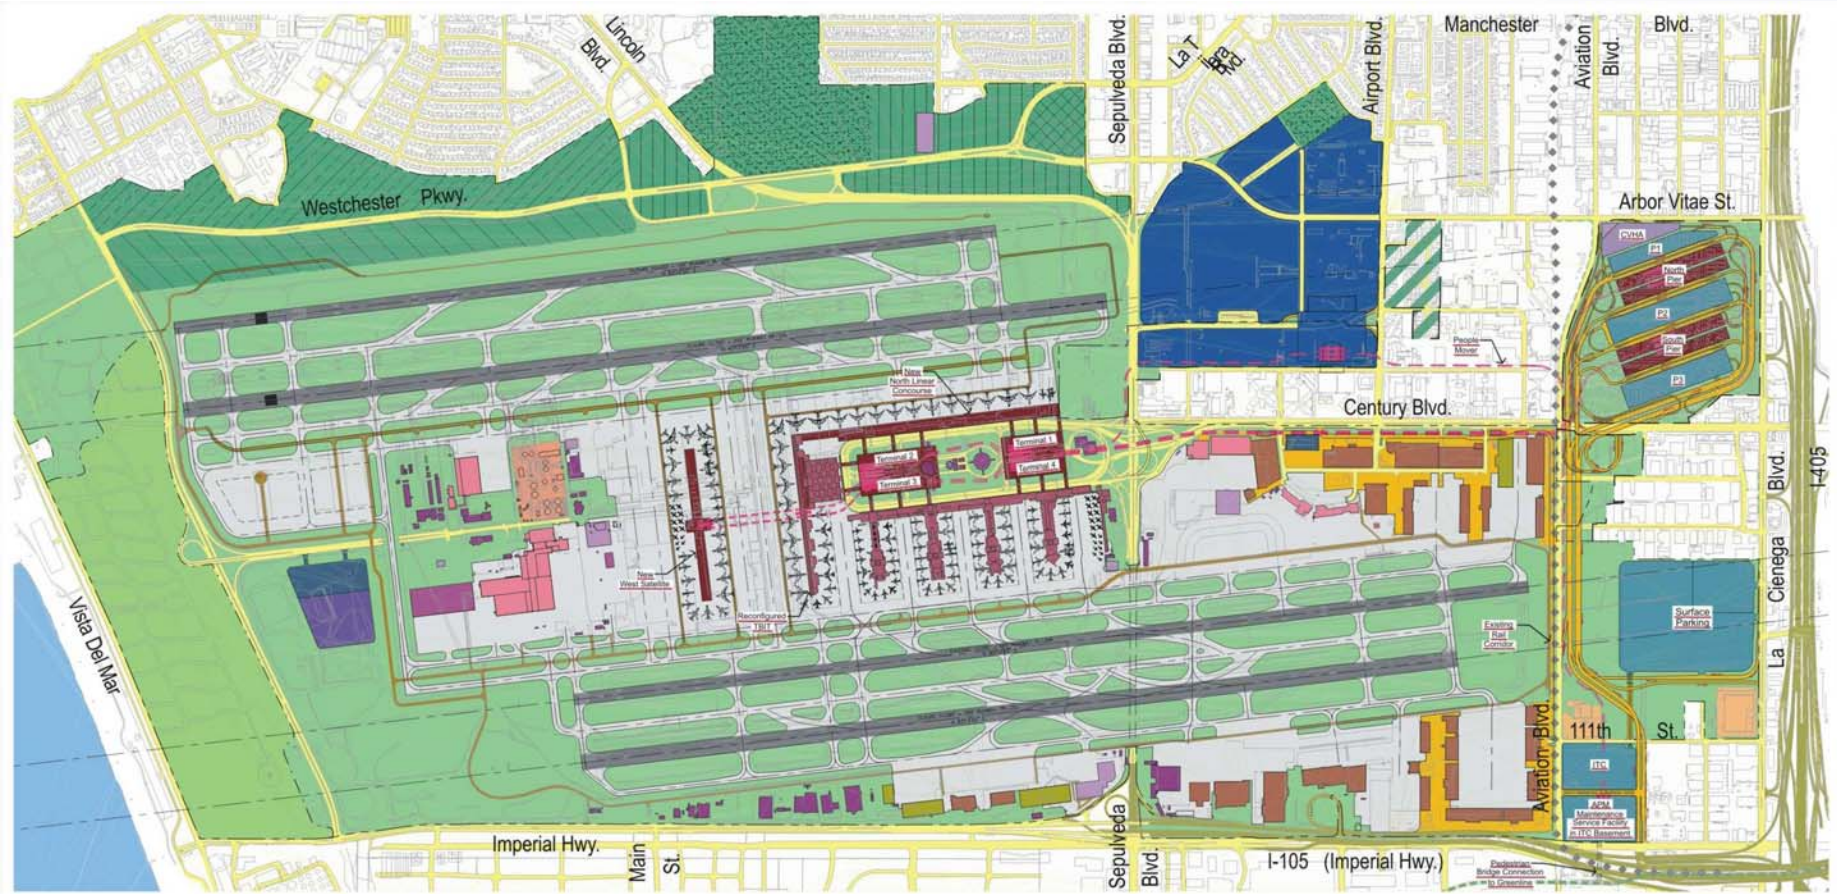 Lincoln
Blvd.
Sepulveda Blvd.
La T
Airport Blvd.
Manchester
Aviation
Blvd.
Blvd.
Westchester Pkwy.
Arbor Vitae St.
CVHA
P1
North
Pier
P2
South
Pier
P3
People
Mover
Century Blvd.
New
North Linear
Concourse
Terminal 1
Terminal 2
Terminal 3
Terminal 4
New
West Satellite
Reconfigured
TBIT
Existing
Rail
Corridor
Surface
Parking
La Cienega Blvd.
I-405
Vista Del Mar
Aviation Blvd.
111th St.
ITC
APM
Maintenance
Service Facility
in ITC Basement
Imperial Hwy.
Main
St.
Sepulveda
Blvd.
I-105 (Imperial Hwy.)
Pedestrian
Bridge Connection
to Greenline